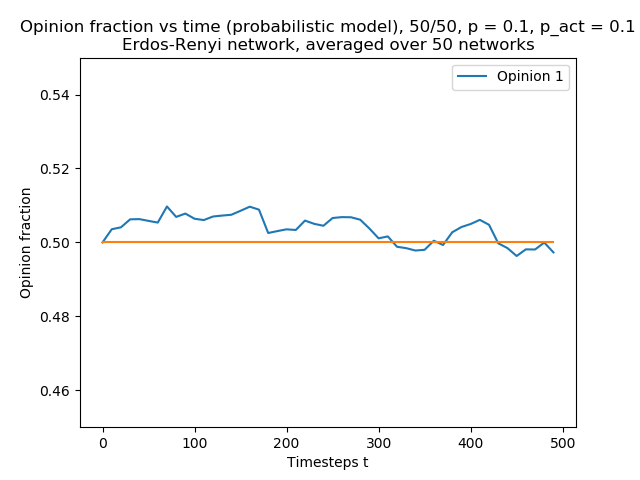 Opinion fraction vs time (probabilistic model), 50/50, p = 0.1, p_act = 0.1
Erdos-Renyi network, averaged over 50 networks
Opinion 1
0.54
0.52
0.50
0.48
0.46
Opinion fraction
0 100 200 300 400 500
Timesteps t